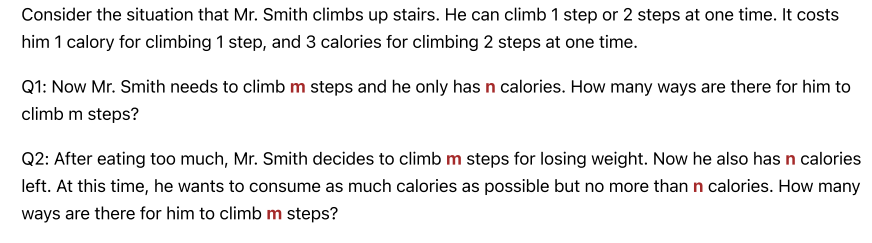 Consider the situation that Mr. Smith climbs up stairs. He can climb 1 step or 2 steps at one time. It costs
him 1 calory for climbing 1 step, and 3 calories for climbing 2 steps at one time.
Q1: Now Mr. Smith needs to climb m steps and he only has n calories. How many ways are there for him to
climb m steps?
Q2: After eating too much, Mr. Smith decides to climb m steps for losing weight. Now he also has n calories
left. At this time, he wants to consume as much calories as possible but no more than n calories. How many
ways are there for him to climb m steps?